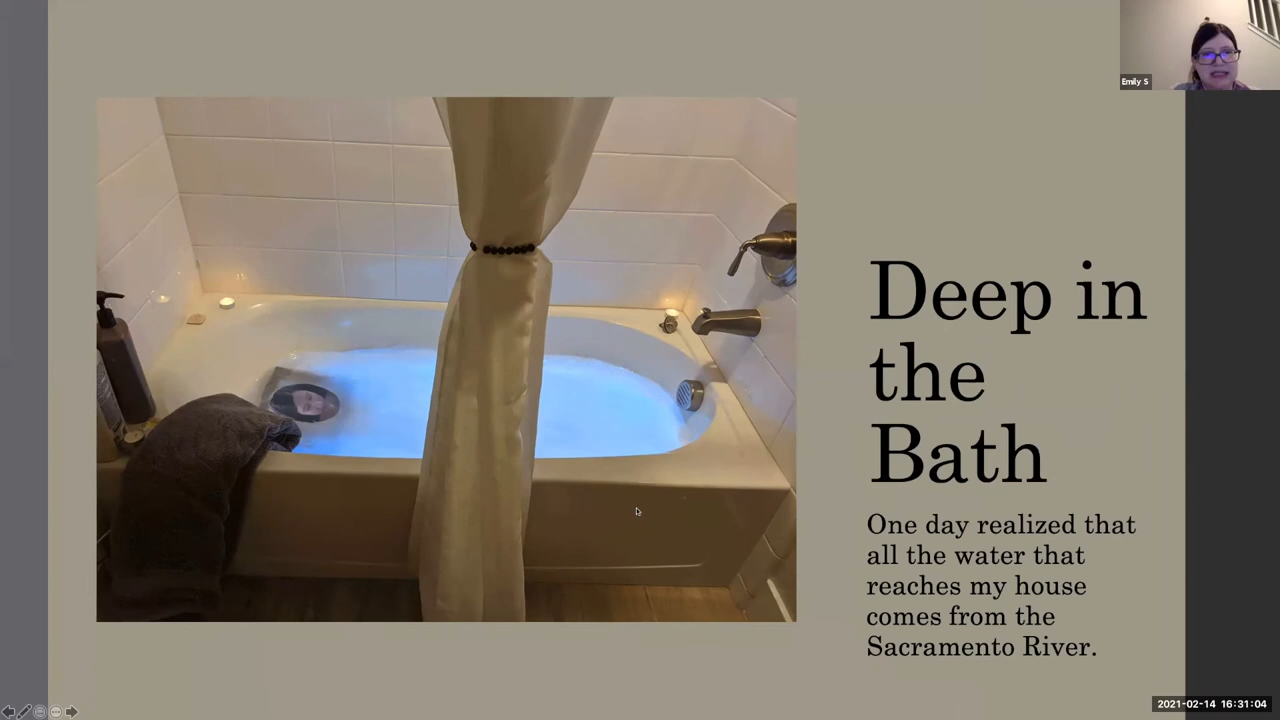 Emily S
Deep in
the
Bath
One day realized that
all the water that
reaches my house
comes from the
Sacramento River.
2021-02-14 16:31:04